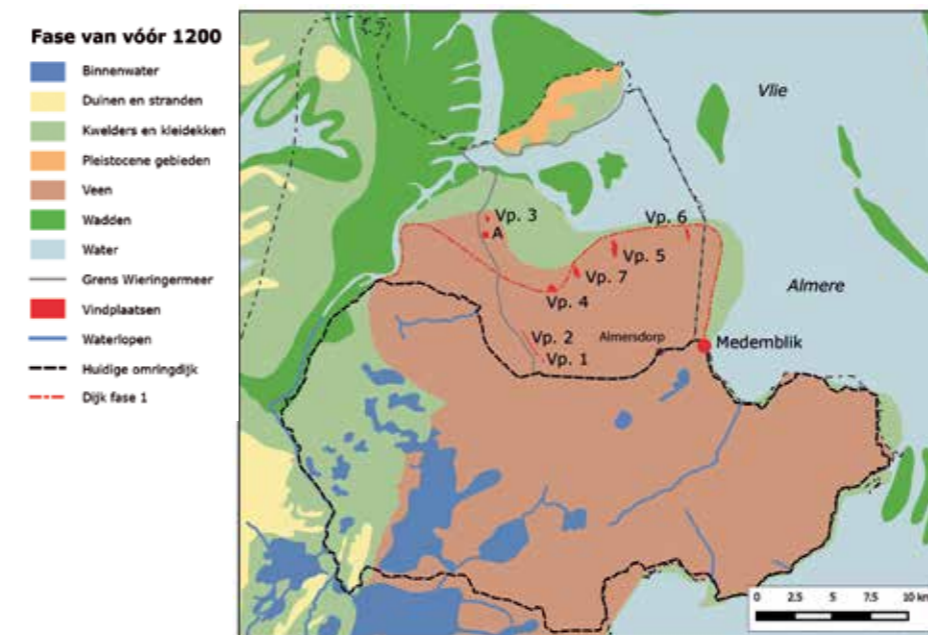 Fase van vóór 1200
Binnenwater
Duinen en stranden
Kwelders en kleidekken
Pleistocene gebieden
Veen
Wadden
Water
Grens Wieringermeer
Vindplaatsen
Waterlopen
Huidige omringdijk
Dijk fase 1
Vlie
Vp. 3
A
Vp. 6
Vp. 5
Vp. 7
Almere
Vp. 4
Vp. 2
Almersdorp
Medemblik
Vp. 1
0 2.5 5 7.5 10 km